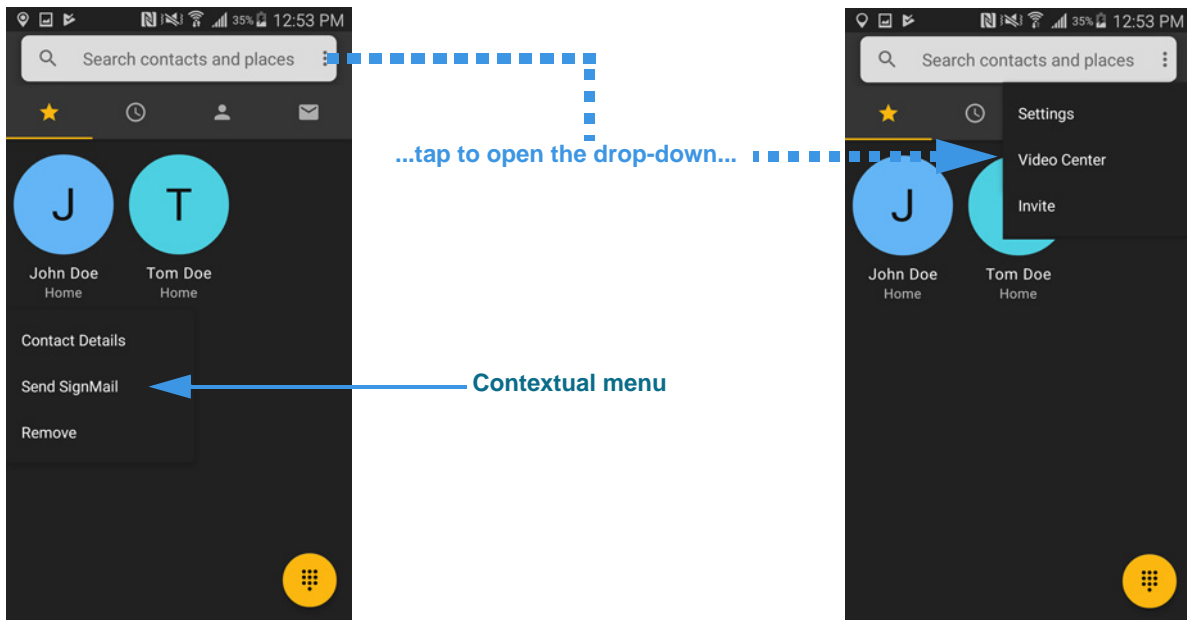 35% 12:53 PM
Search contacts and places
J T
John Doe Tom Doe
Home Home
Contact Details
Send SignMail
Remove
...tap to open the drop-down...
Contextual menu
35% 12:53 PM
Search contacts and places
Settings
Video Center
Invite
J
John Doe Tom Doe
Home Home